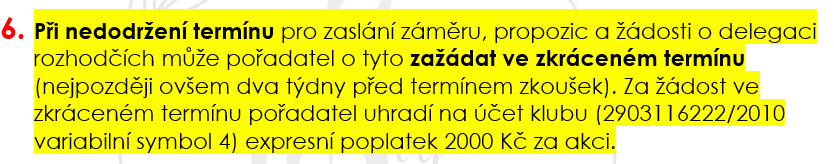 6. Při nedodržení termínu pro zaslání záměru, propozic a žádosti o delegaci
rozhodčích může pořadatel o tyto zažádat ve zkráceném termínu
(nejpozději ovšem dva týdny před termínem zkoušek). Za žádost ve
zkráceném termínu pořadatel uhradí na účet klubu (2903116222/2010
variabilní symbol 4) expresní poplatek 2000 Kč za akci.